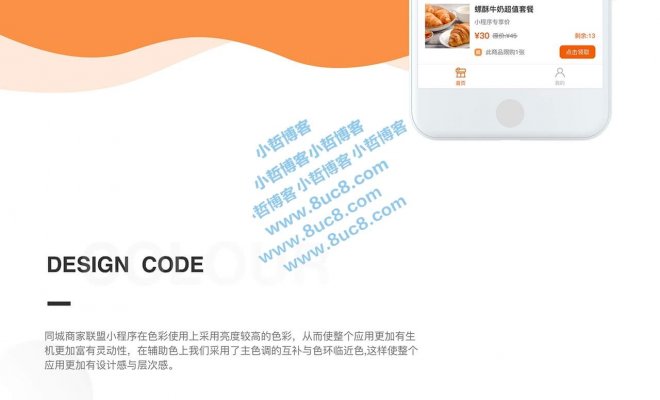 螺酥牛奶超值套餐
小程序专享价
¥30 原价:¥45 剩余:13
此商品限购1张 点击领取
首页 我的
小哲博客
小哲博客小哲博客
小哲博客 小哲博客
www.8uc8.com
www.8uc8.com
www.8uc8.com
COLOUR
DESIGN CODE
同城商家联盟小程序在色彩使用上采用亮度较高的色彩，从而使整个应用更加有生
机更加富有灵动性，在辅助色上我们采用了主色调的互补与色环临近色,这样使整个
应用更加有设计感与层次感。